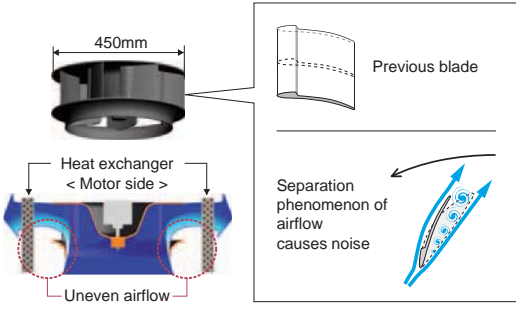 450mm
Previous blade
Heat exchanger
< Motor side >
Separation
phenomenon of
airflow
causes noise
Uneven airflow